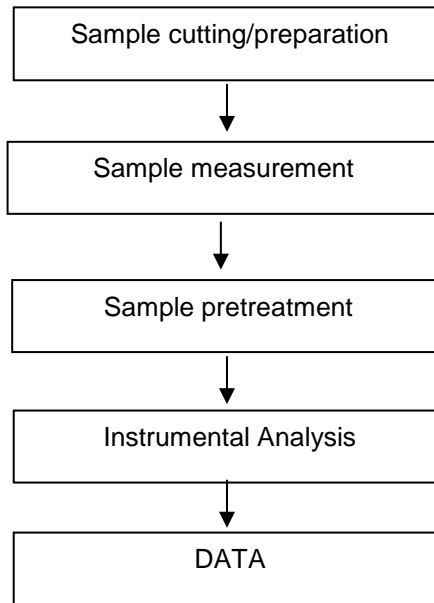 Sample cutting/preparation
Sample measurement
Sample pretreatment
Instrumental Analysis
DATA